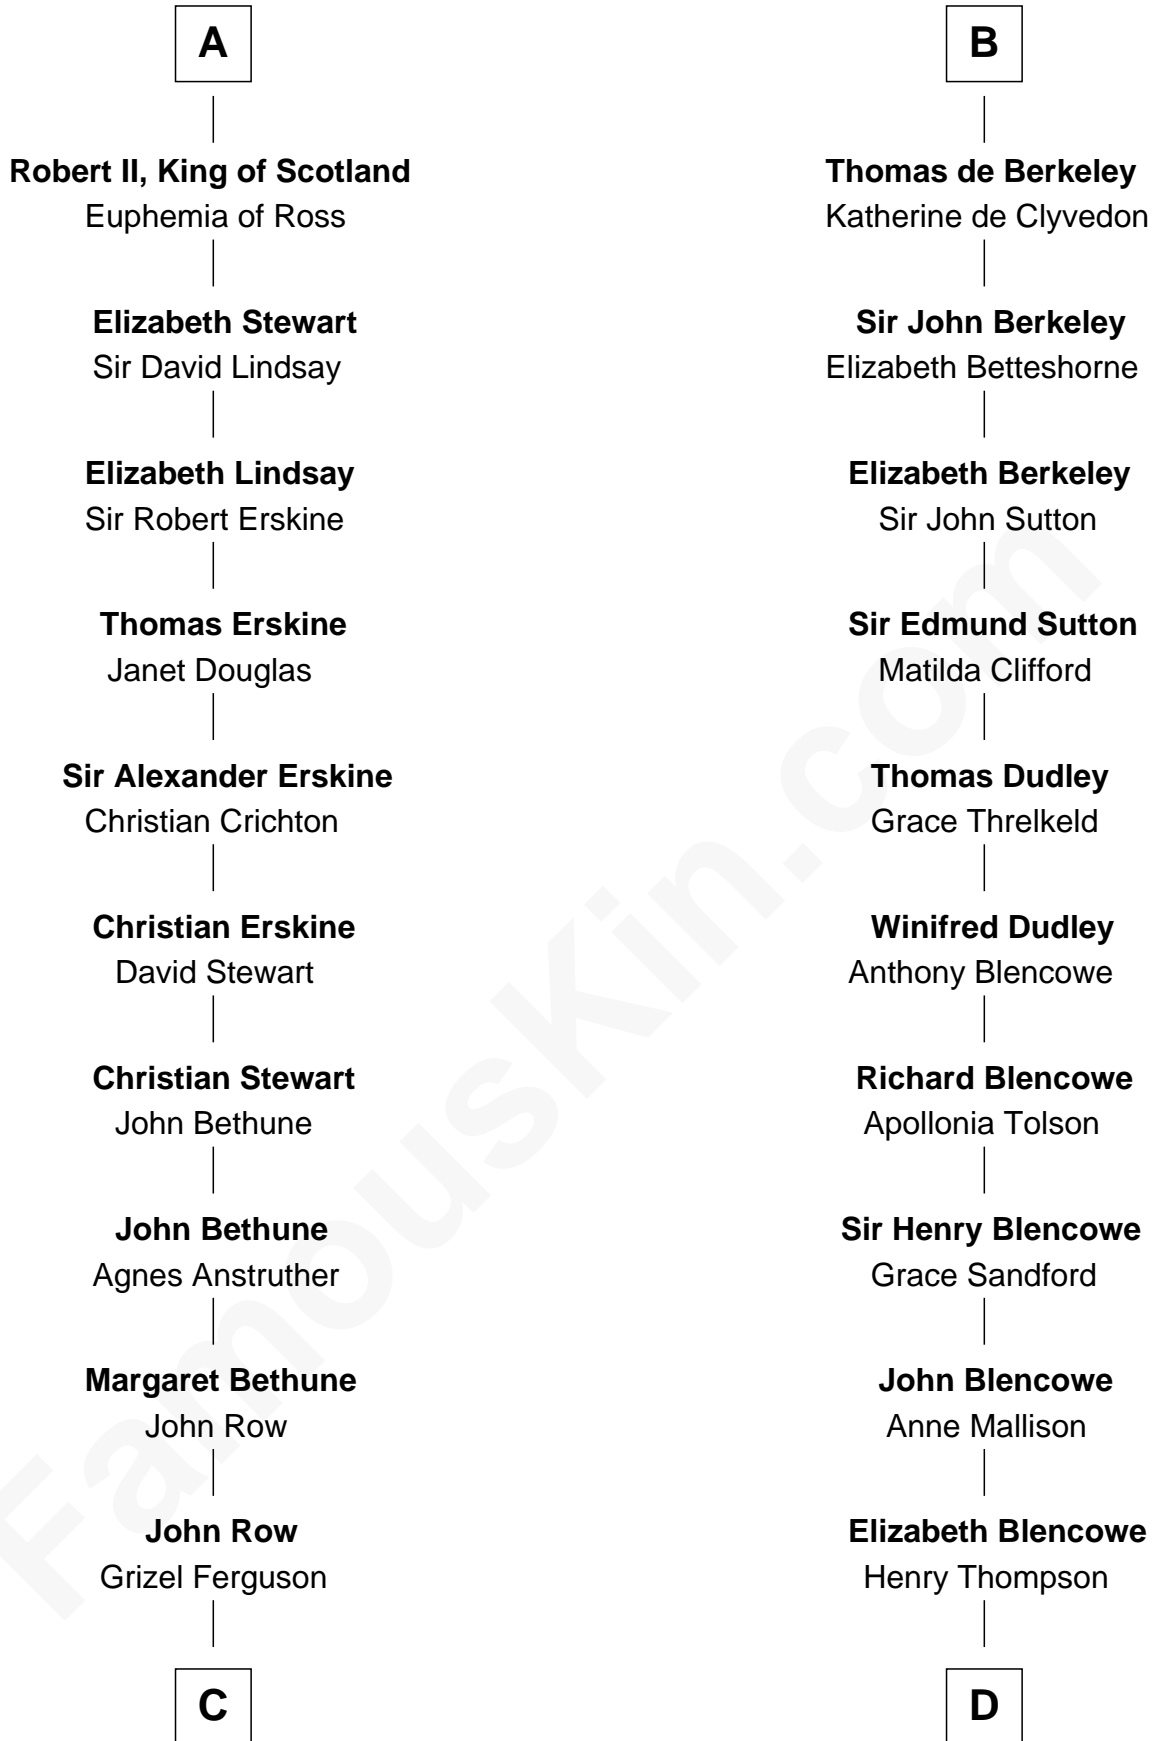 A
Robert II, King of Scotland
Euphemia of Ross
Elizabeth Stewart
Sir David Lindsay
Elizabeth Lindsay
Sir Robert Erskine
Thomas Erskine
Janet Douglas
Sir Alexander Erskine
Christian Crichton
Christian Erskine
David Stewart
Christian Stewart
John Bethune
John Bethune
Agnes Anstruther
Margaret Bethune
John Row
John Row
Grizel Ferguson
C
B
Thomas de Berkeley
Katherine de Clyvedon
Sir John Berkeley
Elizabeth Betteshorne
Elizabeth Berkeley
Sir John Sutton
Sir Edmund Sutton
Matilda Clifford
Thomas Dudley
Grace Threlkeld
Winifred Dudley
Anthony Blencowe
Richard Blencowe
Apollonia Tolson
Sir Henry Blencowe
Grace Sandford
John Blencowe
Anne Mallison
Elizabeth Blencowe
Henry Thompson
D
FamousKin.com